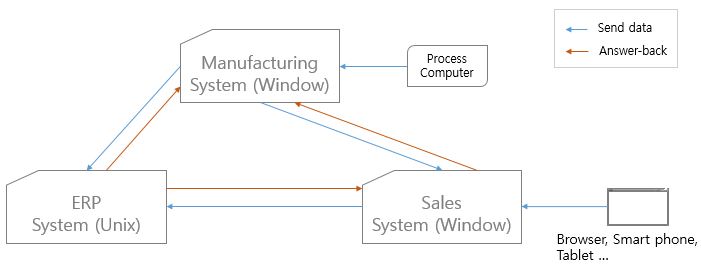 Send data
Answer-back
Manufacturing
System (Window)
Process
Computer
ERP
System (Unix)
Sales
System (Window)
Browser, Smart phone,
Tablet ...